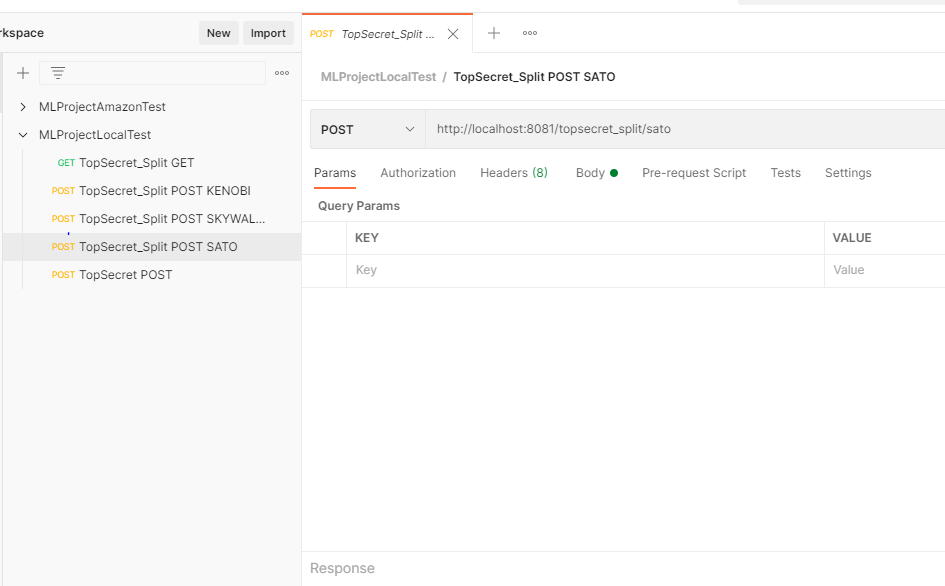 rkspace
New
Import
MLProjectAmazonTest
MLProjectLocalTest
GET TopSecret_Split GET
POST TopSecret_Split POST KENOBI
POST TopSecret_Split POST SKYWAL...
POST TopSecret_Split POST SATO
POST TopSecret POST
POST TopSecret_Split ...
MLProjectLocalTest / TopSecret_Split POST SATO
POST http://localhost:8081/topsecret_split/sato
Params Authorization Headers (8) Body Pre-request Script Tests Settings
Query Params
KEY VALUE
Key Value
Response